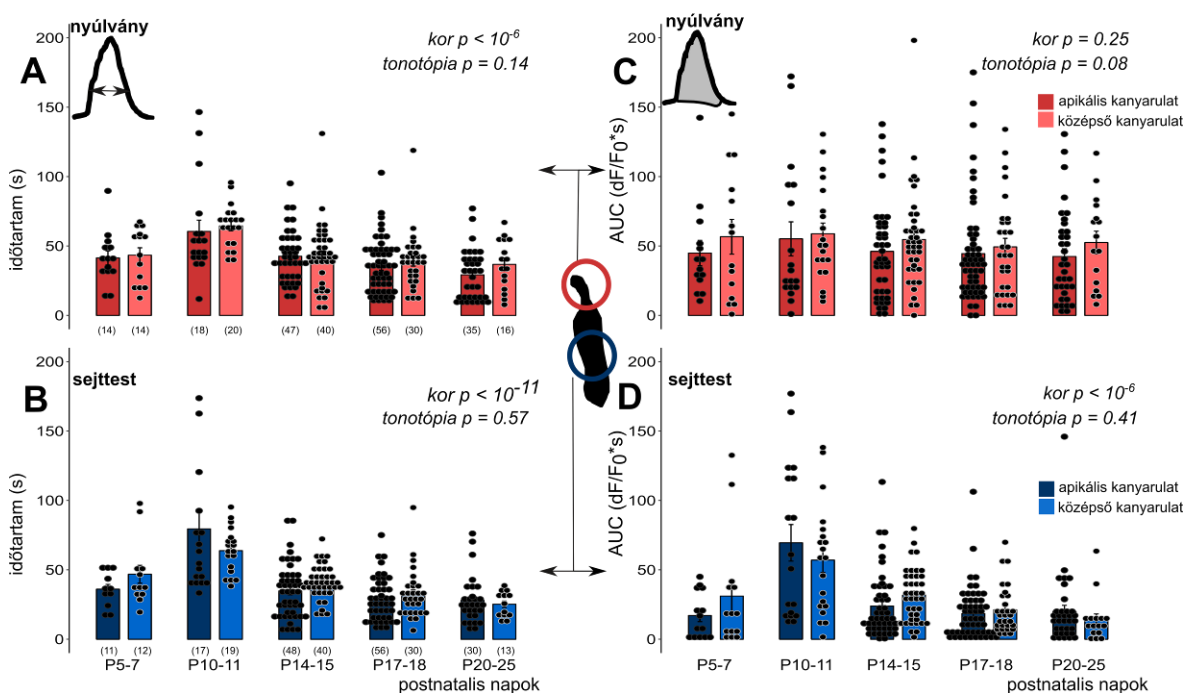 A
nyúlvány
kor p < 10⁻⁶
tonotópia p = 0.14
időtartam (s)
200
150
100
50
0
(14) (14) (18) (20) (47) (40) (56) (30) (35) (16)
B
sejttest
kor p < 10⁻¹¹
tonotópia p = 0.57
időtartam (s)
200
150
100
50
0
(11) (12) (17) (19) (48) (40) (56) (30) (30) (13)
P5-7 P10-11 P14-15 P17-18 P20-25
postnatalis napok
C
nyúlvány
kor p = 0.25
tonotópia p = 0.08
apikális kanyarulat
középső kanyarulat
AUC (dF/F₀*s)
200
150
100
50
0
D
sejttest
kor p < 10⁻⁶
tonotópia p = 0.41
apikális kanyarulat
középső kanyarulat
AUC (dF/F₀*s)
200
150
100
50
0
P5-7 P10-11 P14-15 P17-18 P20-25
postnatalis napok